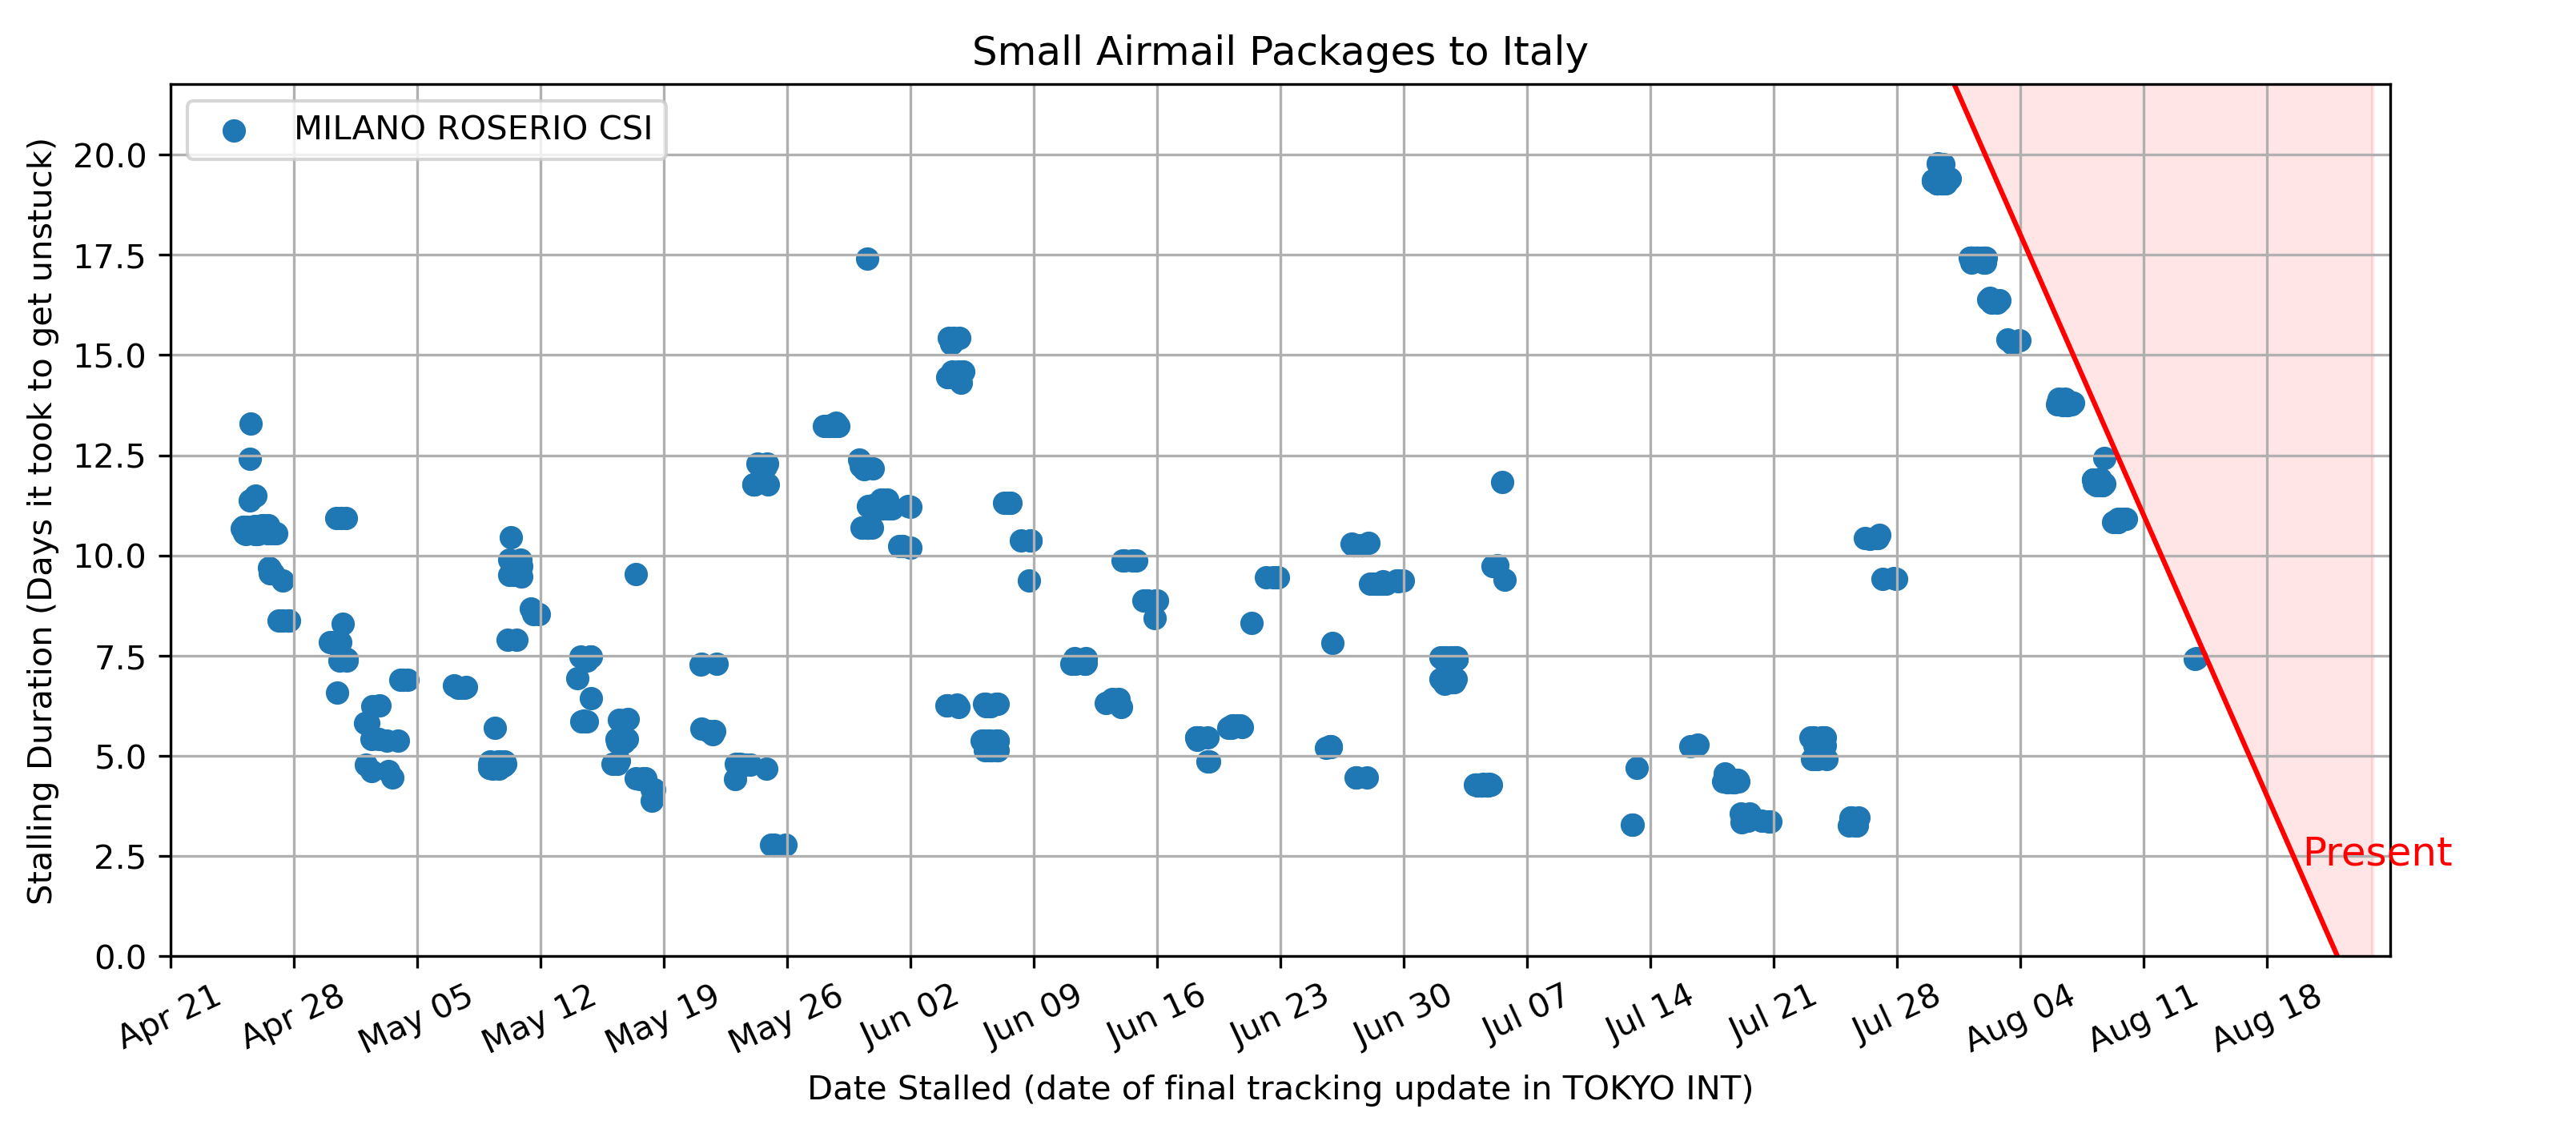 Small Airmail Packages to Italy
MILANO ROSERIO CSI
Stalling Duration (Days it took to get unstuck)
20.0
17.5
15.0
12.5
10.0
7.5
5.0
2.5
0.0
Present
Apr 21
Apr 28
May 05
May 12
May 19
May 26
Jun 02
Jun 09
Jun 16
Jun 23
Jun 30
Jul 07
Jul 14
Jul 21
Jul 28
Aug 04
Aug 11
Aug 18
Date Stalled (date of final tracking update in TOKYO INT)